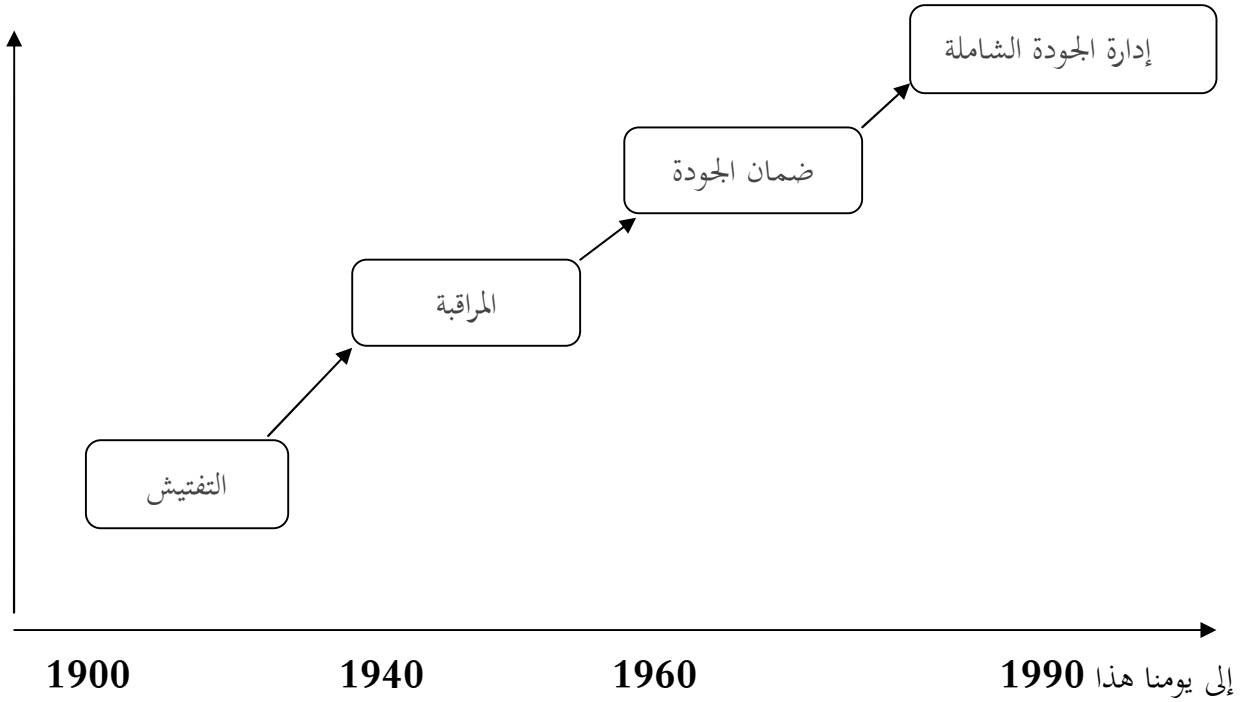 إدارة الجودة الشاملة
ضمان الجودة
المراقبة
التفتيش
1900
1940
1960
1990 إلى يومنا هذا